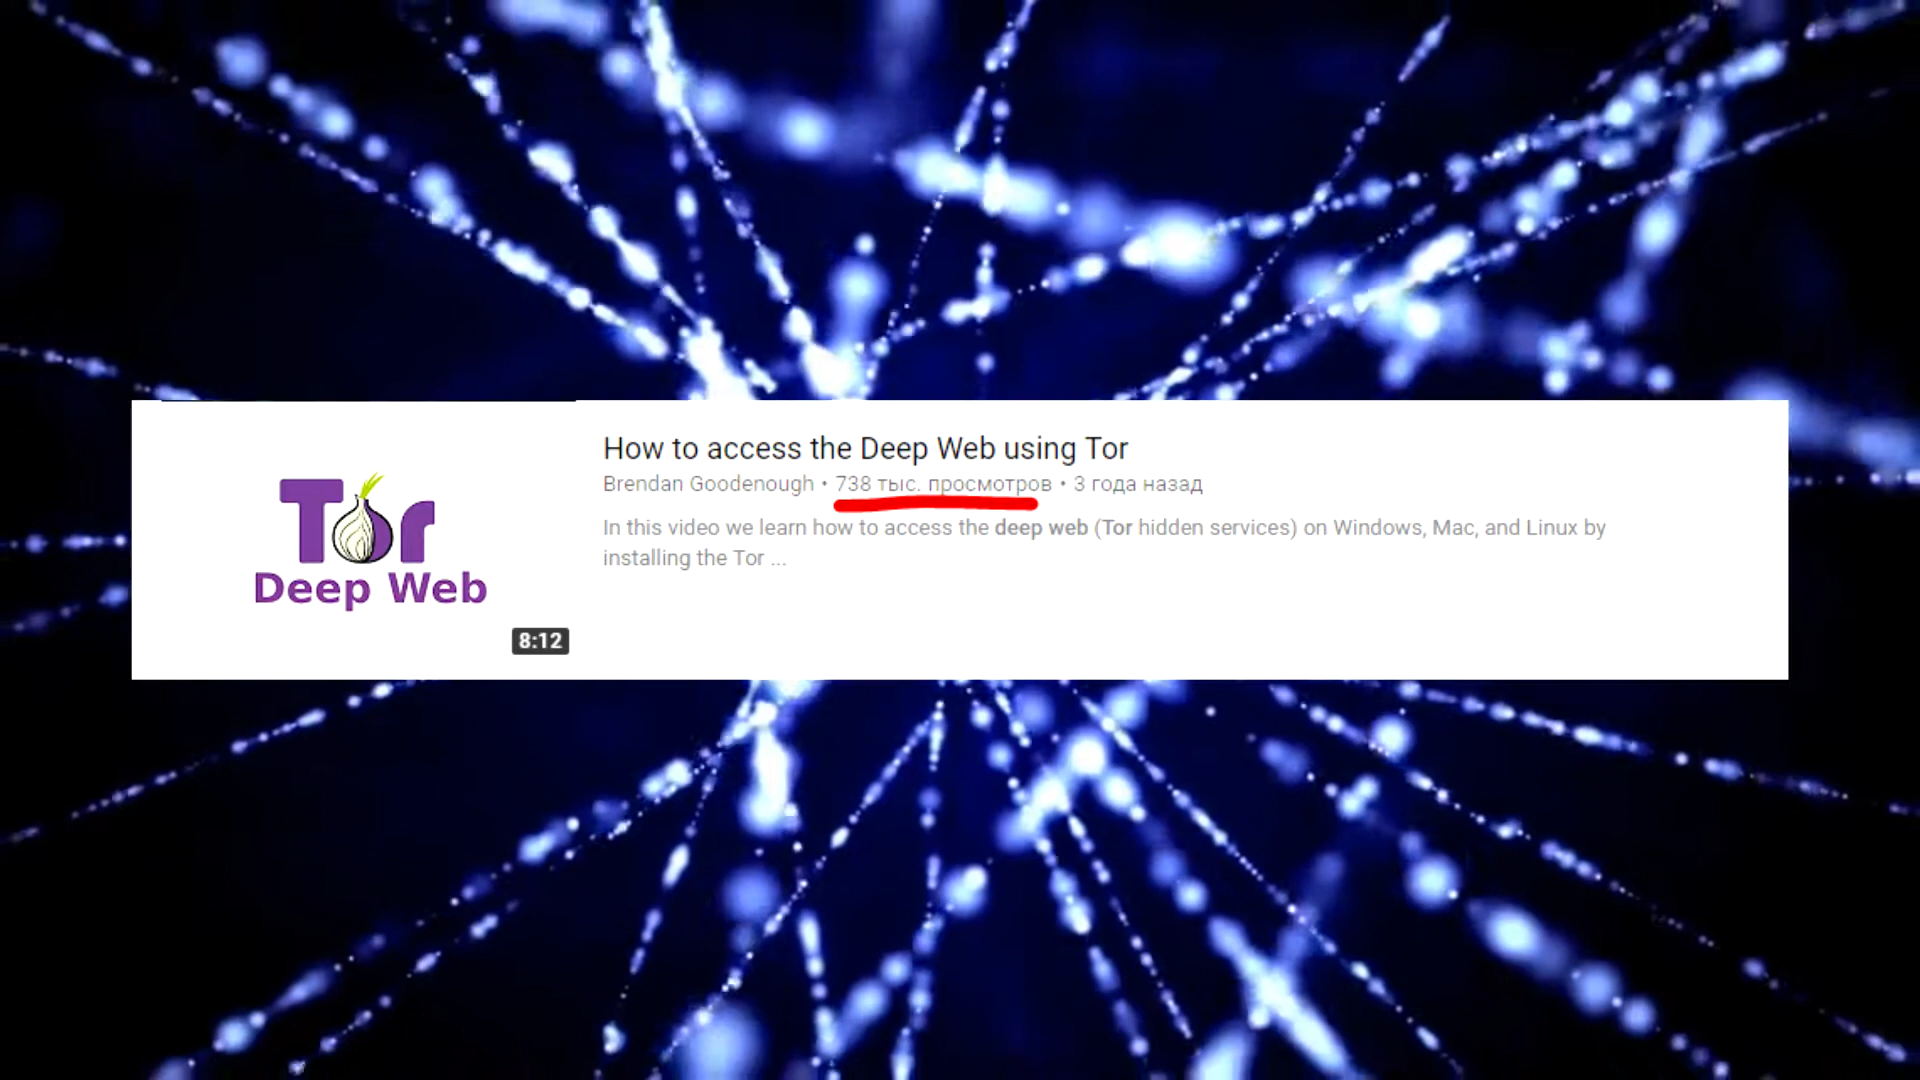 How to access the Deep Web using Tor
Brendan Goodenough • 738 тыс. просмотров • 3 года назад
In this video we learn how to access the deep web (Tor hidden services) on Windows, Mac, and Linux by
installing the Tor ...
Tor
Deep Web
8:12